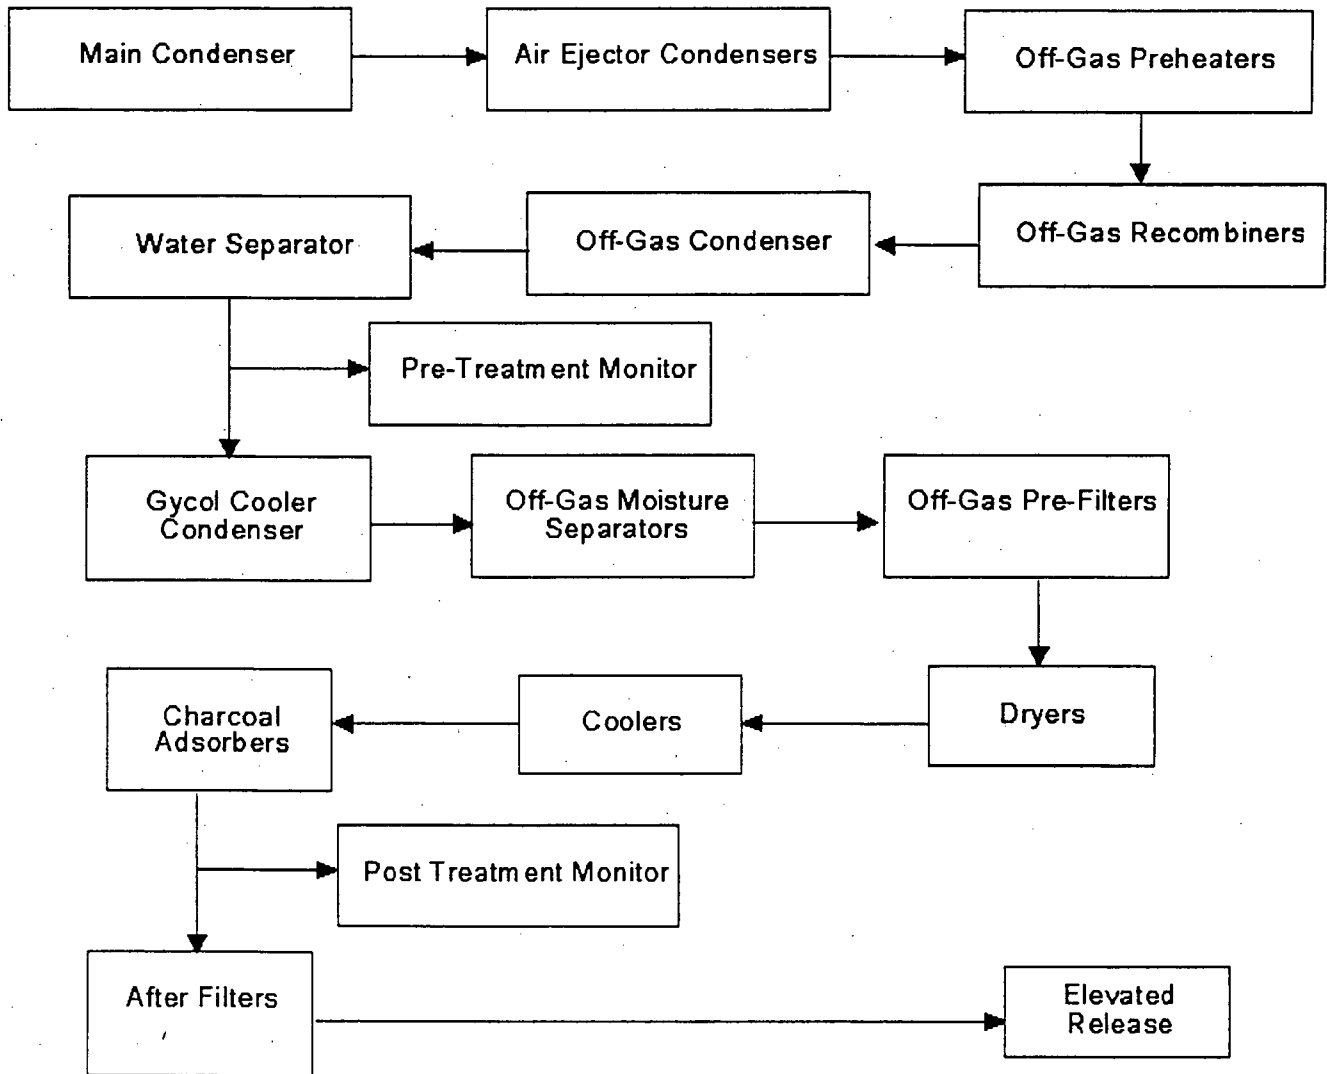 Main Condenser
Air Ejector Condensers
Off-Gas Preheaters
Water Separator
Off-Gas Condenser
Off-Gas Recombiners
Pre-Treatment Monitor
Gycol Cooler
Condenser
Off-Gas Moisture
Separators
Off-Gas Pre-Filters
Charcoal
Adsorbers
Coolers
Dryers
Post Treatment Monitor
After Filters
Elevated
Release